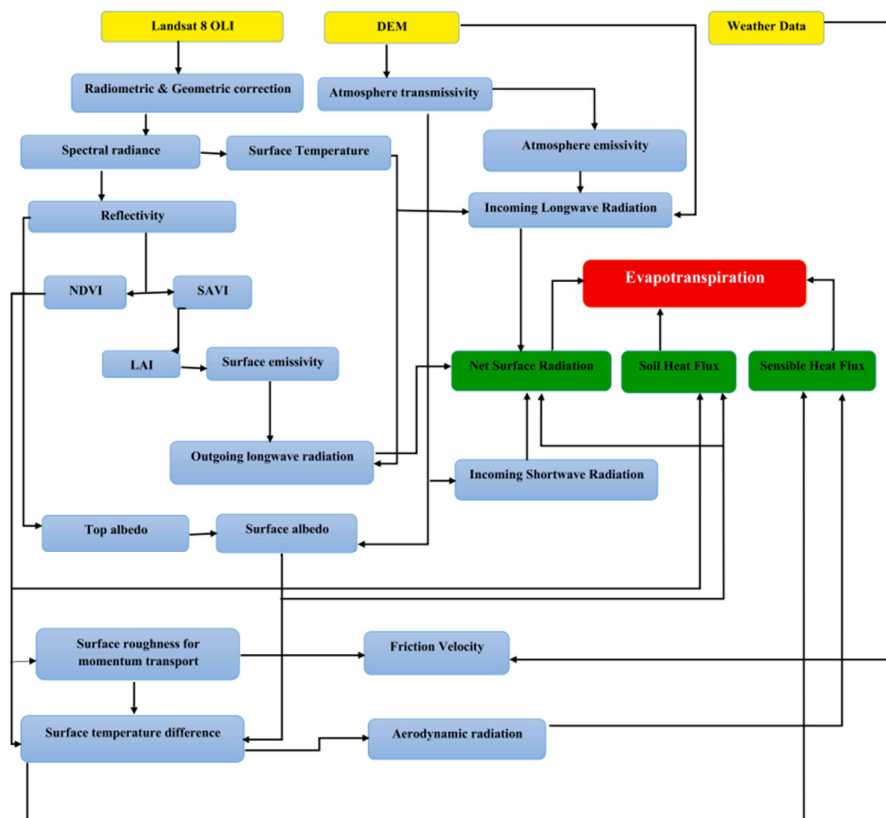 Landsat 8 OLI
DEM
Weather Data
Radiometric & Geometric correction
Atmosphere transmissivity
Spectral radiance
Surface Temperature
Atmosphere emissivity
Reflectivity
Incoming Longwave Radiation
NDVI
SAVI
Evapotranspiration
LAI
Surface emissivity
Net Surface Radiation
Soil Heat Flux
Sensible Heat Flux
Outgoing longwave radiation
Incoming Shortwave Radiation
Top albedo
Surface albedo
Surface roughness for
momentum transport
Friction Velocity
Surface temperature difference
Aerodynamic radiation